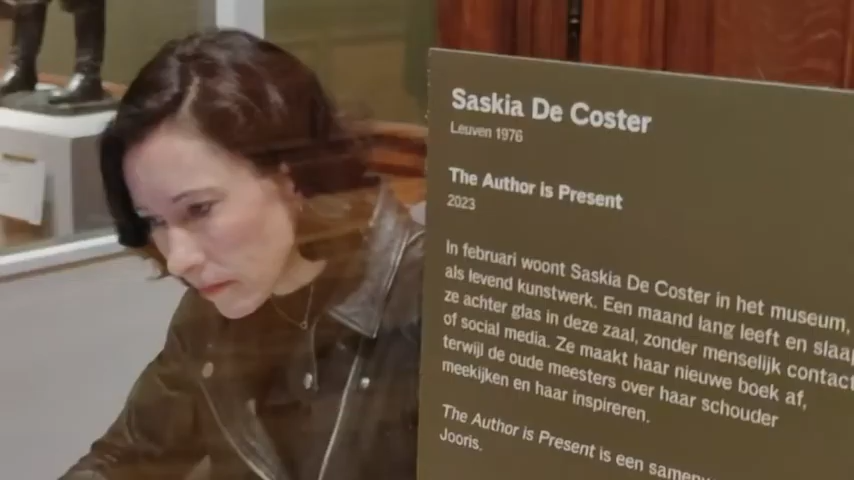 Saskia De Coster
Leuven 1976
The Author is Present
2023
In februari woont Saskia De Coster in het museum,
als levend kunstwerk. Een maand lang leeft en slaap
ze achter glas in deze zaal, zonder menselijk contact
of social media. Ze maakt haar nieuwe boek af,
terwijl de oude meesters over haar schouder
meekijken en haar inspireren.
The Author is Present is een samenw
Jooris.